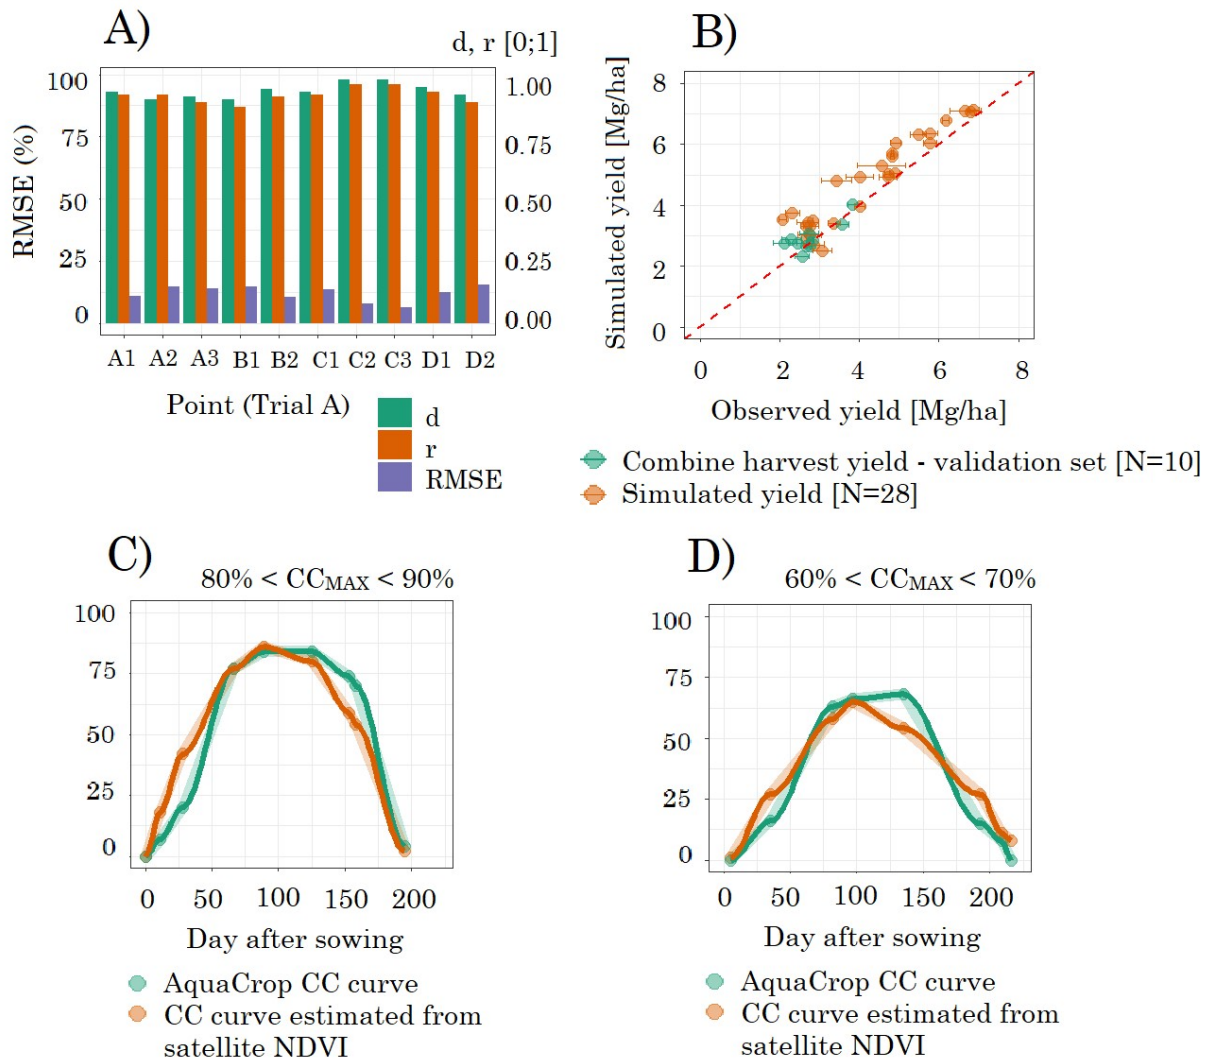 A)
d, r [0;1]
RMSE (%)
100
75
50
25
0
1.00
0.75
0.50
0.25
0.00
A1 A2 A3 B1 B2 C1 C2 C3 D1 D2
Point (Trial A)
d
r
RMSE
B)
Simulated yield [Mg/ha]
8
6
4
2
0
0 2 4 6 8
Observed yield [Mg/ha]
Combine harvest yield - validation set [N=10]
Simulated yield [N=28]
C)
80% < CCMAX < 90%
100
75
50
25
0
0 50 100 150 200
Day after sowing
AquaCrop CC curve
CC curve estimated from
satellite NDVI
D)
60% < CCMAX < 70%
100
75
50
25
0
0 50 100 150 200
Day after sowing
AquaCrop CC curve
CC curve estimated from
satellite NDVI